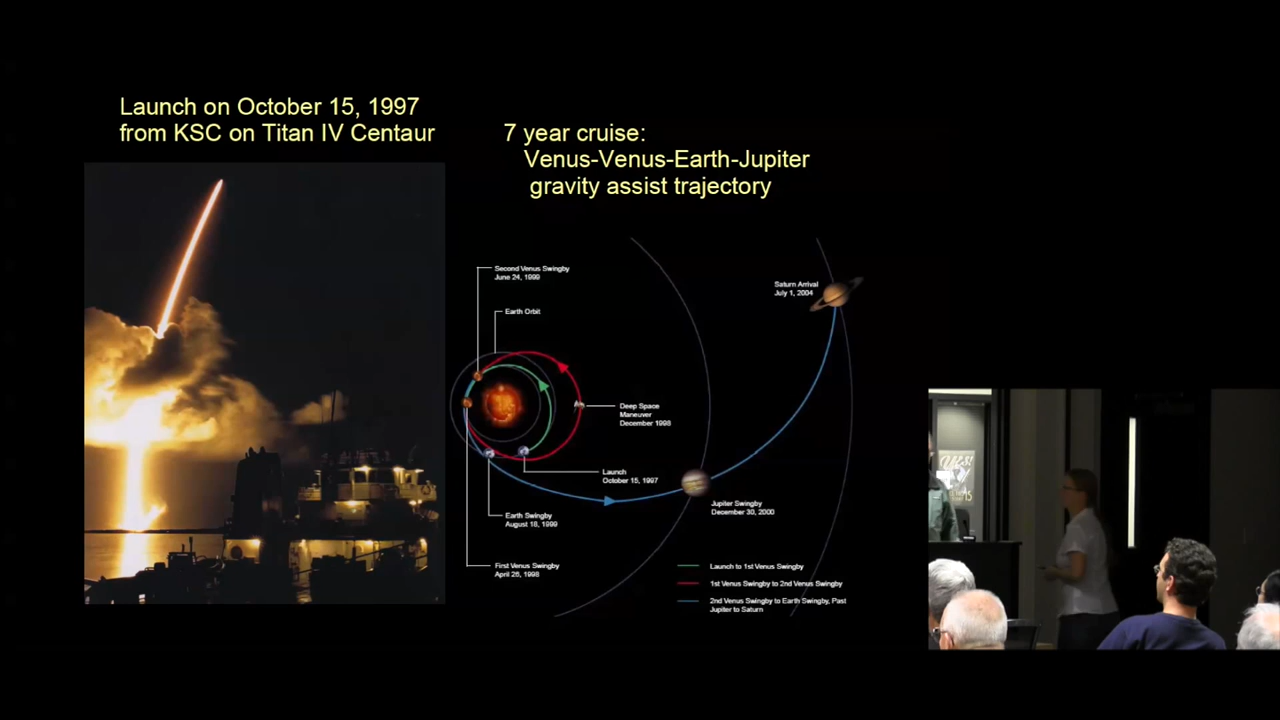 Launch on October 15, 1997
from KSC on Titan IV Centaur
7 year cruise:
Venus-Venus-Earth-Jupiter
gravity assist trajectory
Second Venus Swingby
June 24, 1999
Earth Orbit
Saturn Arrival
July 1, 2004
Deep Space
Maneuver
December 1998
Launch
October 15, 1997
Jupiter Swingby
December 30, 2000
Earth Swingby
August 18, 1999
First Venus Swingby
April 26, 1998
Launch to 1st Venus Swingby
1st Venus Swingby to 2nd Venus Swingby
2nd Venus Swingby to Earth Swingby, Past
Jupiter to Saturn